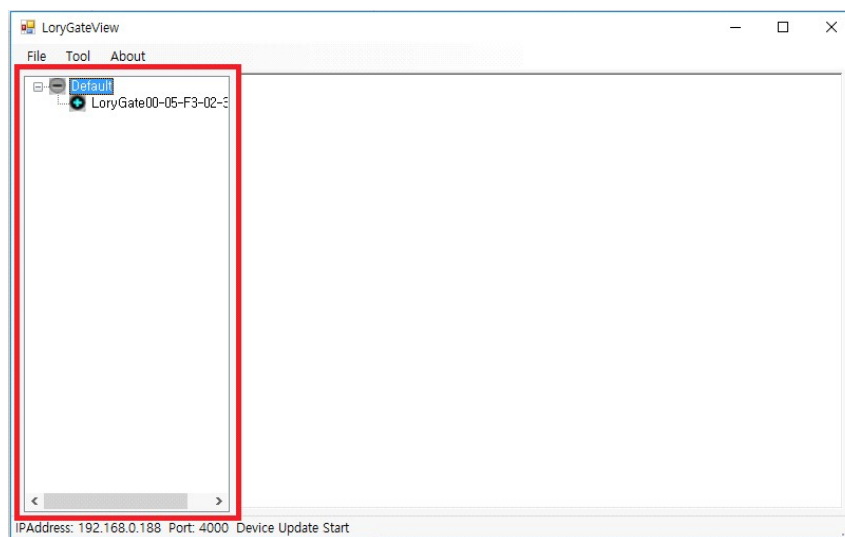 LoryGateView
File Tool About
Default
LoryGate00-05-F3-02-3
IPAddress: 192.168.0.188 Port: 4000 Device Update Start